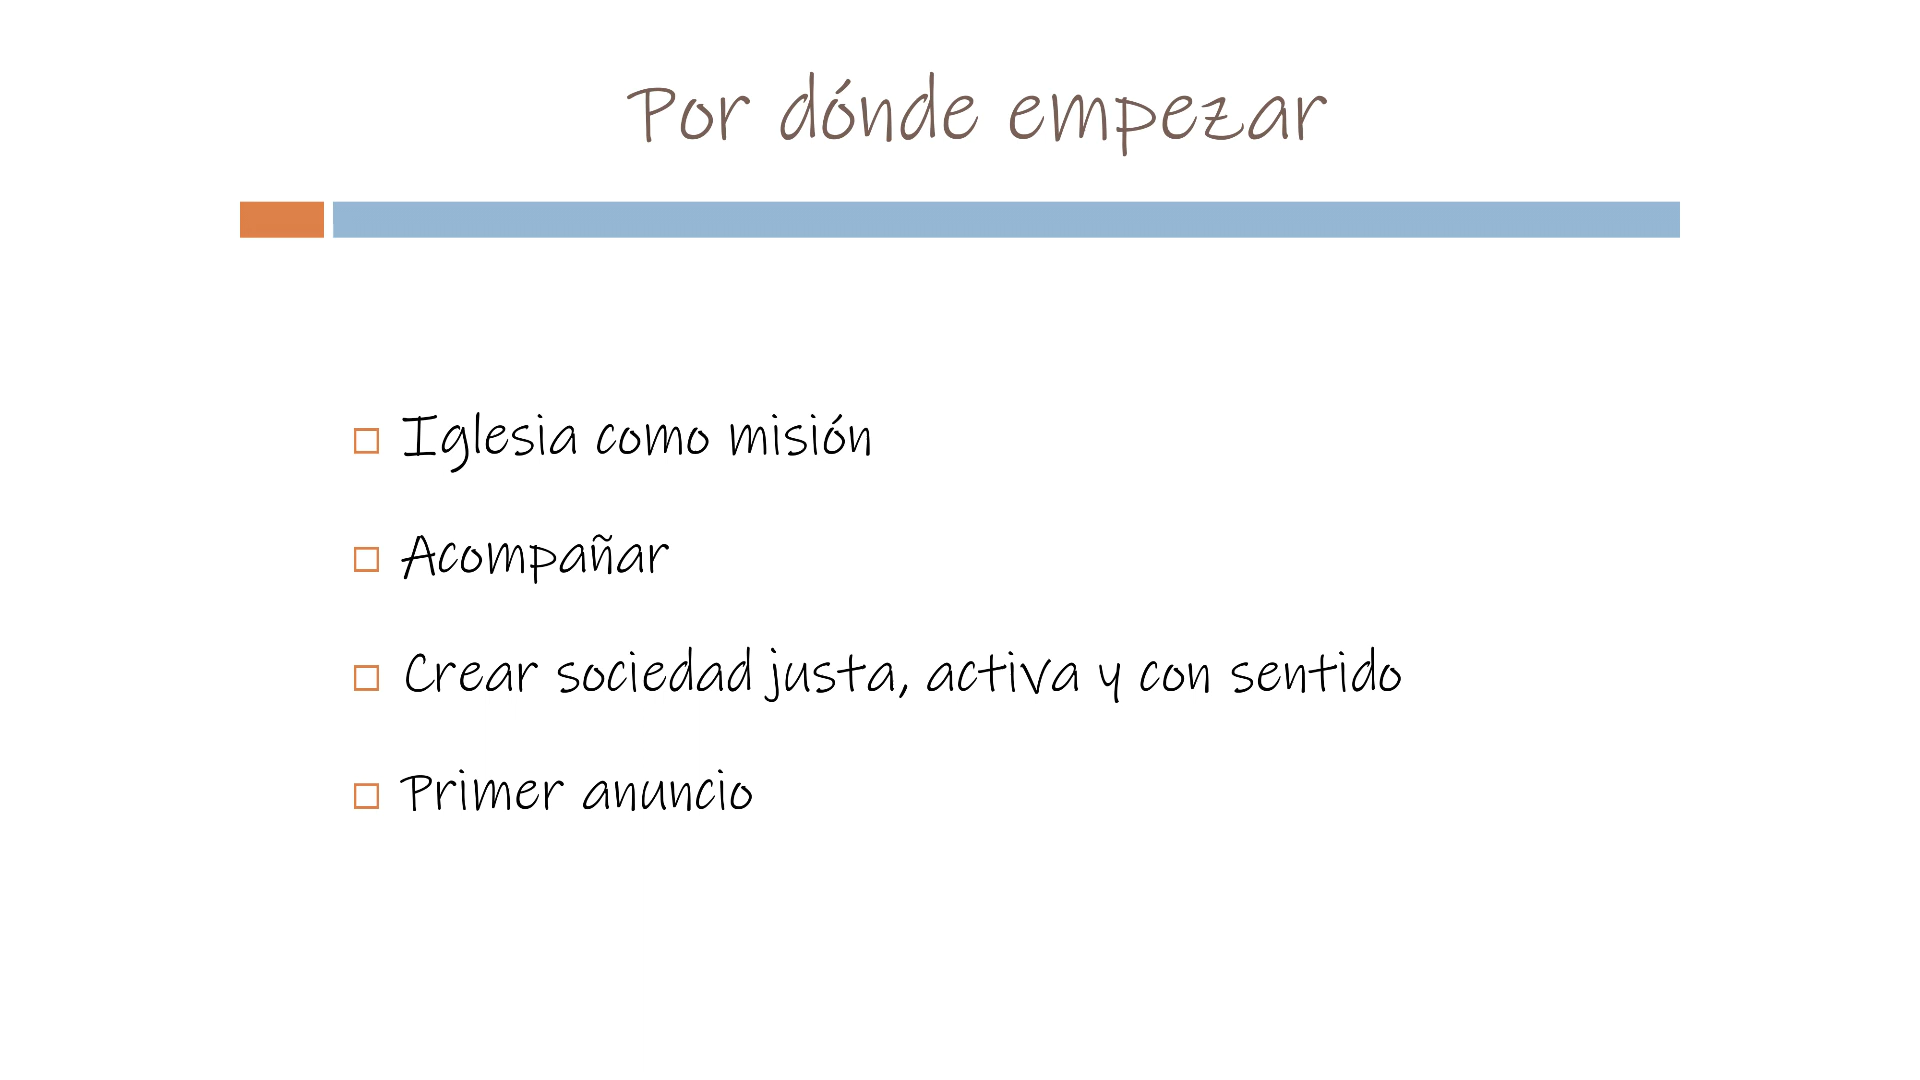 Por dónde empezar
Iglesia como misión
Acompañar
Crear sociedad justa, activa y con sentido
Primer anuncio